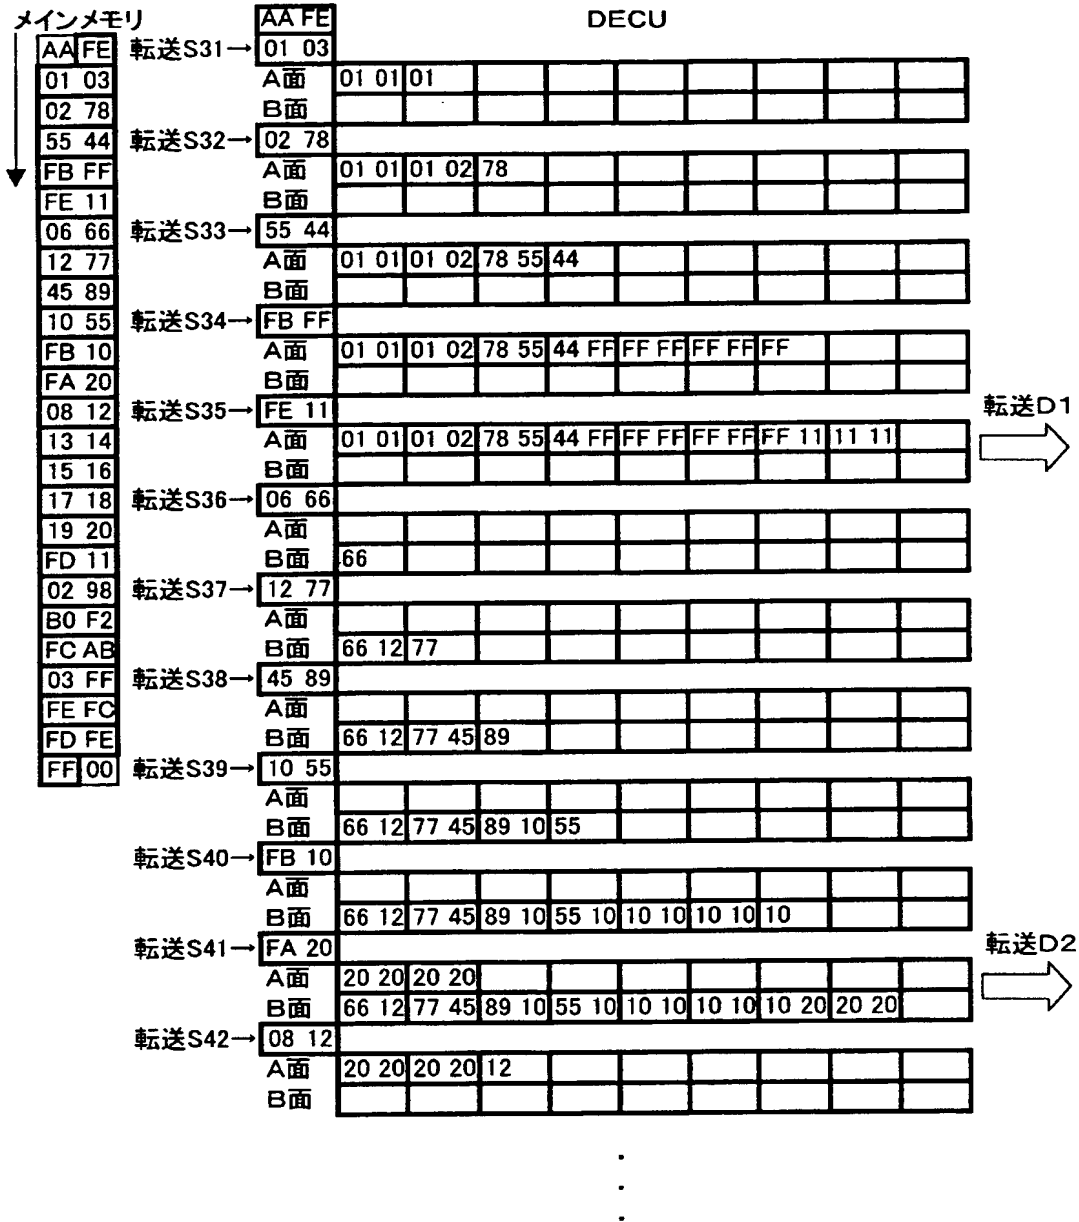 メインメモリ
AA FE
01 03
02 78
55 44
FB FF
FE 11
06 66
12 77
45 89
10 55
FB 10
FA 20
08 12
13 14
15 16
17 18
19 20
FD 11
02 98
B0 F2
FC AB
03 FF
FE FC
FD FE
FF 00
DECU
AA FE
転送S31→ 01 03
A面 01 01 01
B面
転送S32→ 02 78
A面 01 01 01 02 78
B面
転送S33→ 55 44
A面 01 01 01 02 78 55 44
B面
転送S34→ FB FF
A面 01 01 01 02 78 55 44 FF FF FF FF FF FF
B面
転送S35→ FE 11
A面 01 01 01 02 78 55 44 FF FF FF FF FF FF 11 11 11
B面
転送D1
転送S36→ 06 66
A面
B面 66
転送S37→ 12 77
A面
B面 66 12 77
転送S38→ 45 89
A面
B面 66 12 77 45 89
転送S39→ 10 55
A面
B面 66 12 77 45 89 10 55
転送S40→ FB 10
A面
B面 66 12 77 45 89 10 55 10 10 10 10 10 10
転送S41→ FA 20
A面 20 20 20 20
B面 66 12 77 45 89 10 55 10 10 10 10 10 10 20 20 20
転送D2
転送S42→ 08 12
A面 20 20 20 20 12
B面